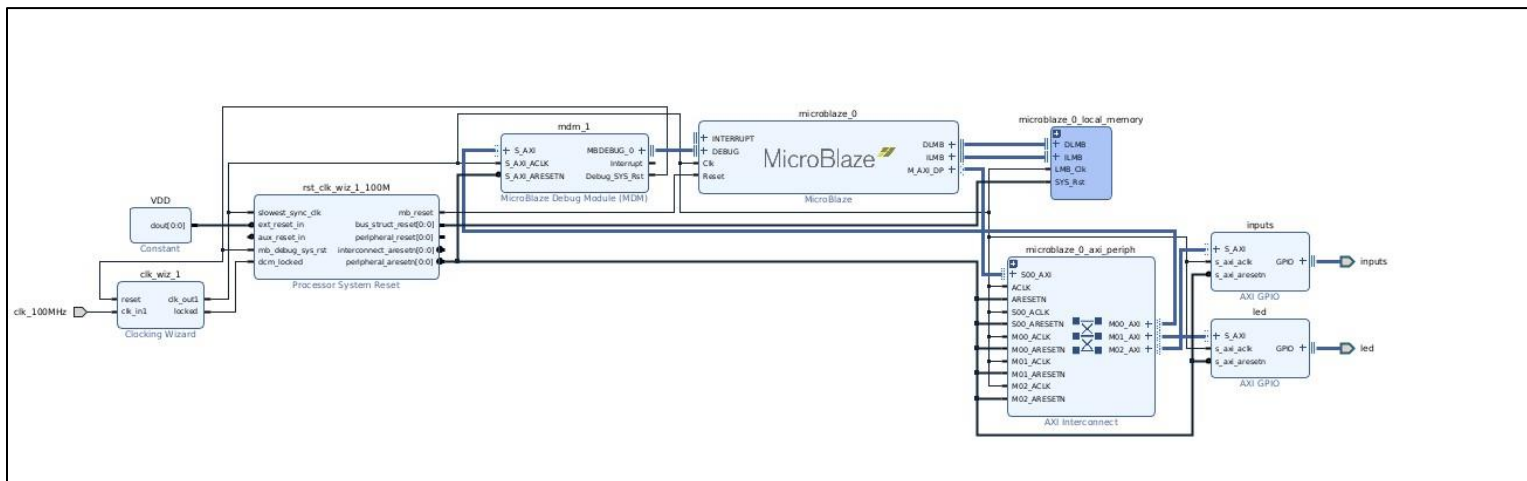 microblaze_0
INTERRUPT
DEBUG
Clk
Reset
MicroBlaze
DLMB
ILMB
M_AXI_DP
MicroBlaze
microblaze_0_local_memory
DLMB
ILMB
LMB_Clk
SYS_Rst
mdm_1
S_AXI
S_AXI_ACLK
S_AXI_ARESETN
MBDEBUG_0
Interrupt
Debug_SYS_Rst
MicroBlaze Debug Module (MDM)
rst_clk_wiz_1_100M
slowest_sync_clk
ext_reset_in
aux_reset_in
mb_debug_sys_rst
dcm_locked
mb_reset
bus_struct_reset[0:0]
peripheral_reset[0:0]
interconnect_aresetn[0:0]
peripheral_aresetn[0:0]
Processor System Reset
VDD
dout[0:0]
Constant
clk_wiz_1
reset
clk_in1
clk_out1
locked
Clocking Wizard
clk_100MHz
microblaze_0_axi_periph
S00_AXI
ACLK
ARESETN
S00_ACLK
S00_ARESETN
M00_ACLK
M00_ARESETN
M01_ACLK
M01_ARESETN
M02_ACLK
M02_ARESETN
M00_AXI
M01_AXI
M02_AXI
AXI Interconnect
inputs
S_AXI
s_axi_aclk
s_axi_aresetn
GPIO
AXI GPIO
inputs
led
S_AXI
s_axi_aclk
s_axi_aresetn
GPIO
AXI GPIO
led